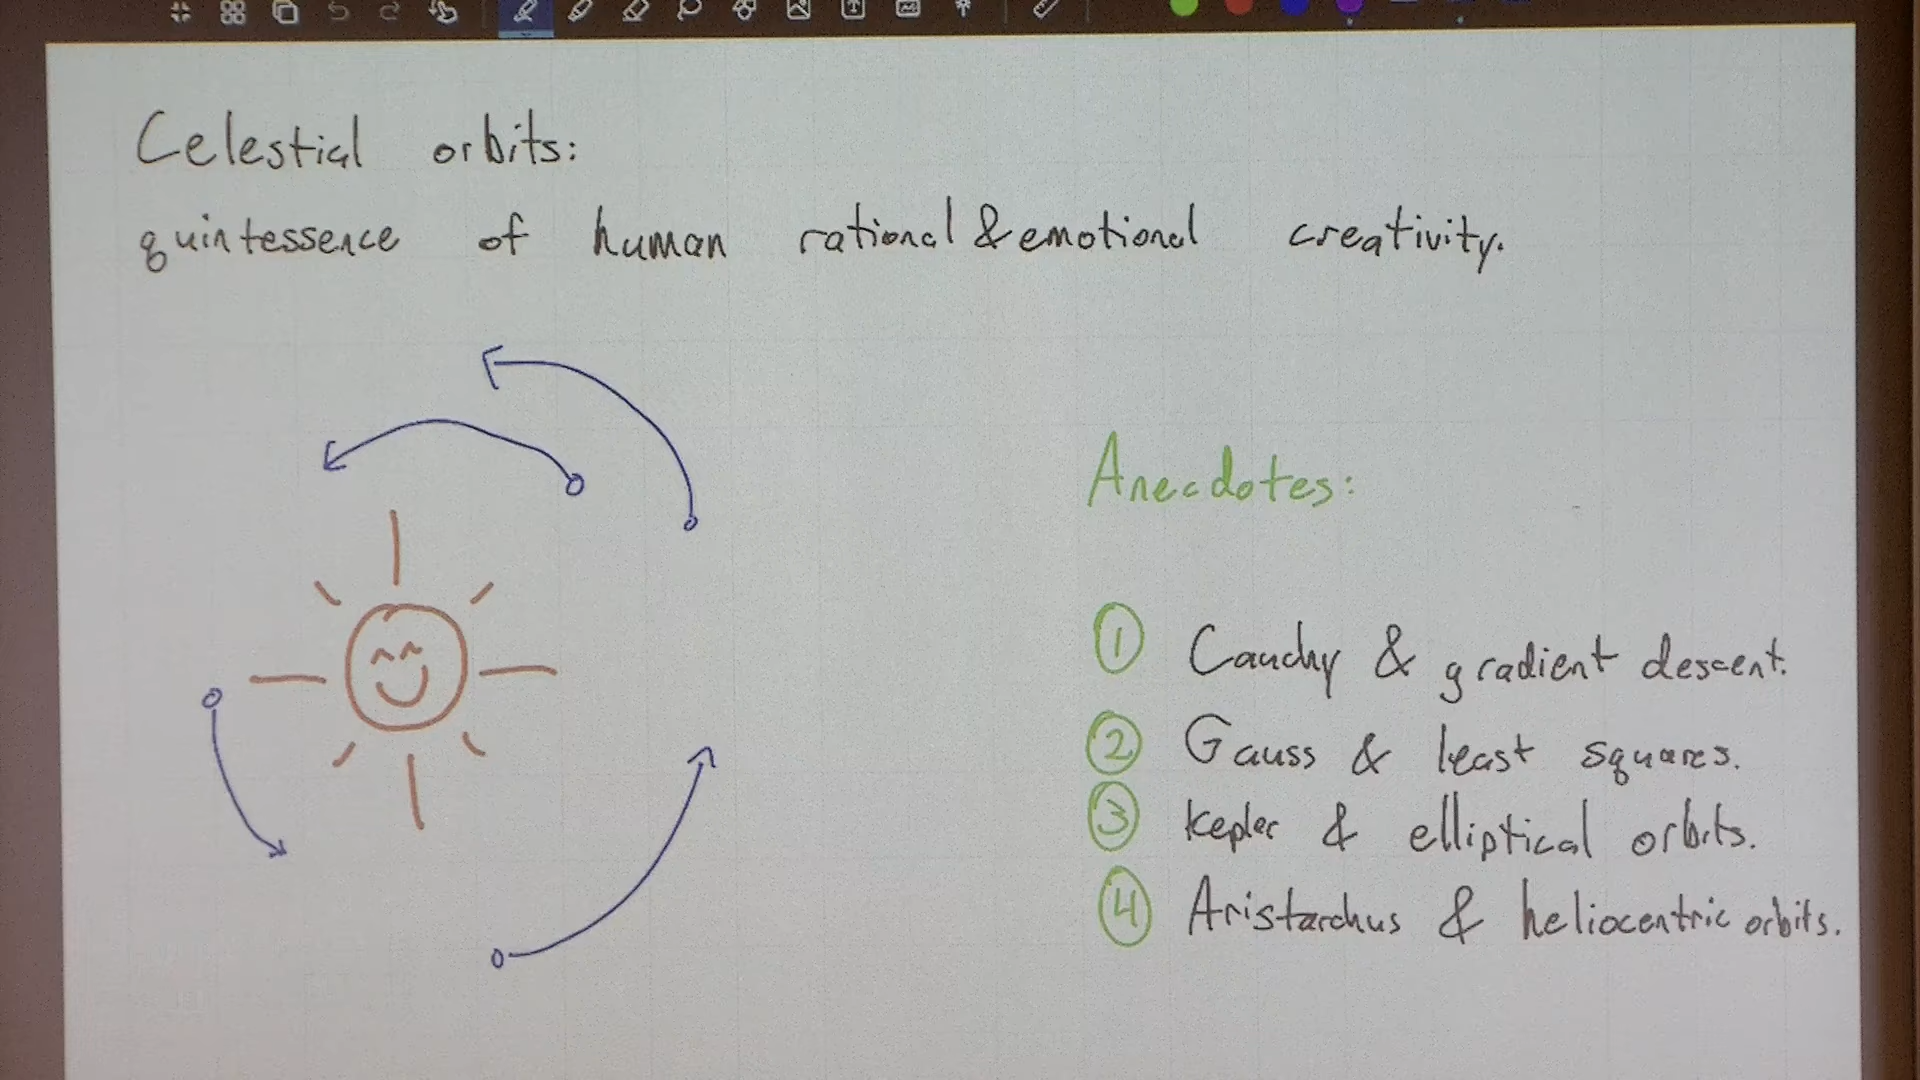 Celestial orbits:
quintessence of human rational & emotional creativity.
Anecdotes:
1 Cauchy & gradient descent.
2 Gauss & least squares.
3 Kepler & elliptical orbits.
4 Aristarchus & heliocentric orbits.